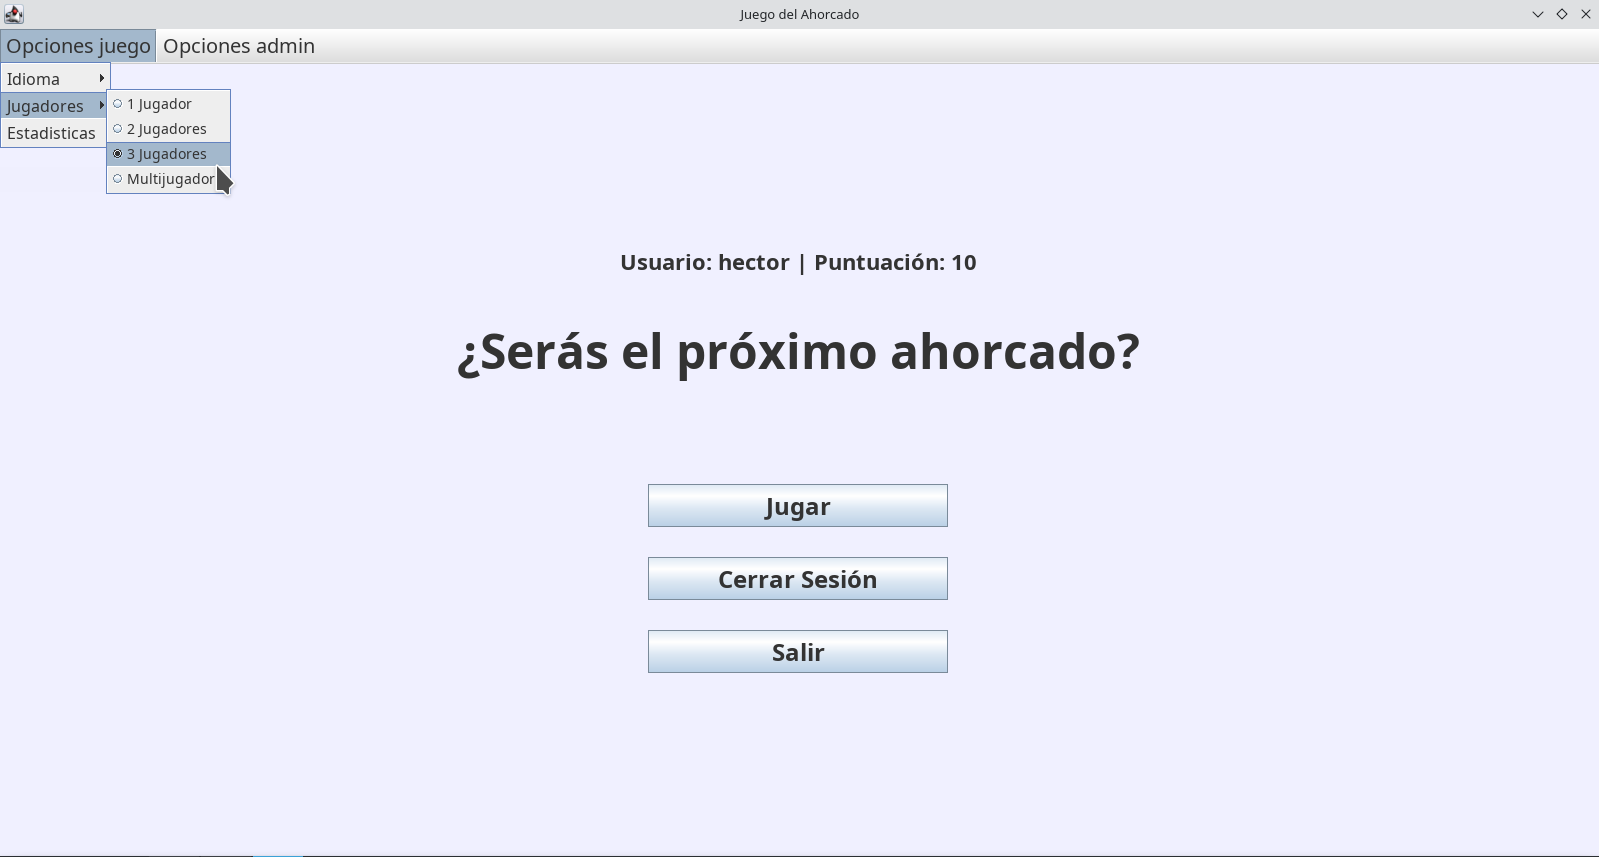 Juego del Ahorcado
Opciones juego Opciones admin
Idioma
Jugadores
Estadisticas
1 Jugador
2 Jugadores
3 Jugadores
Multijugador
Usuario: hector | Puntuación: 10
¿Serás el próximo ahorcado?
Jugar
Cerrar Sesión
Salir